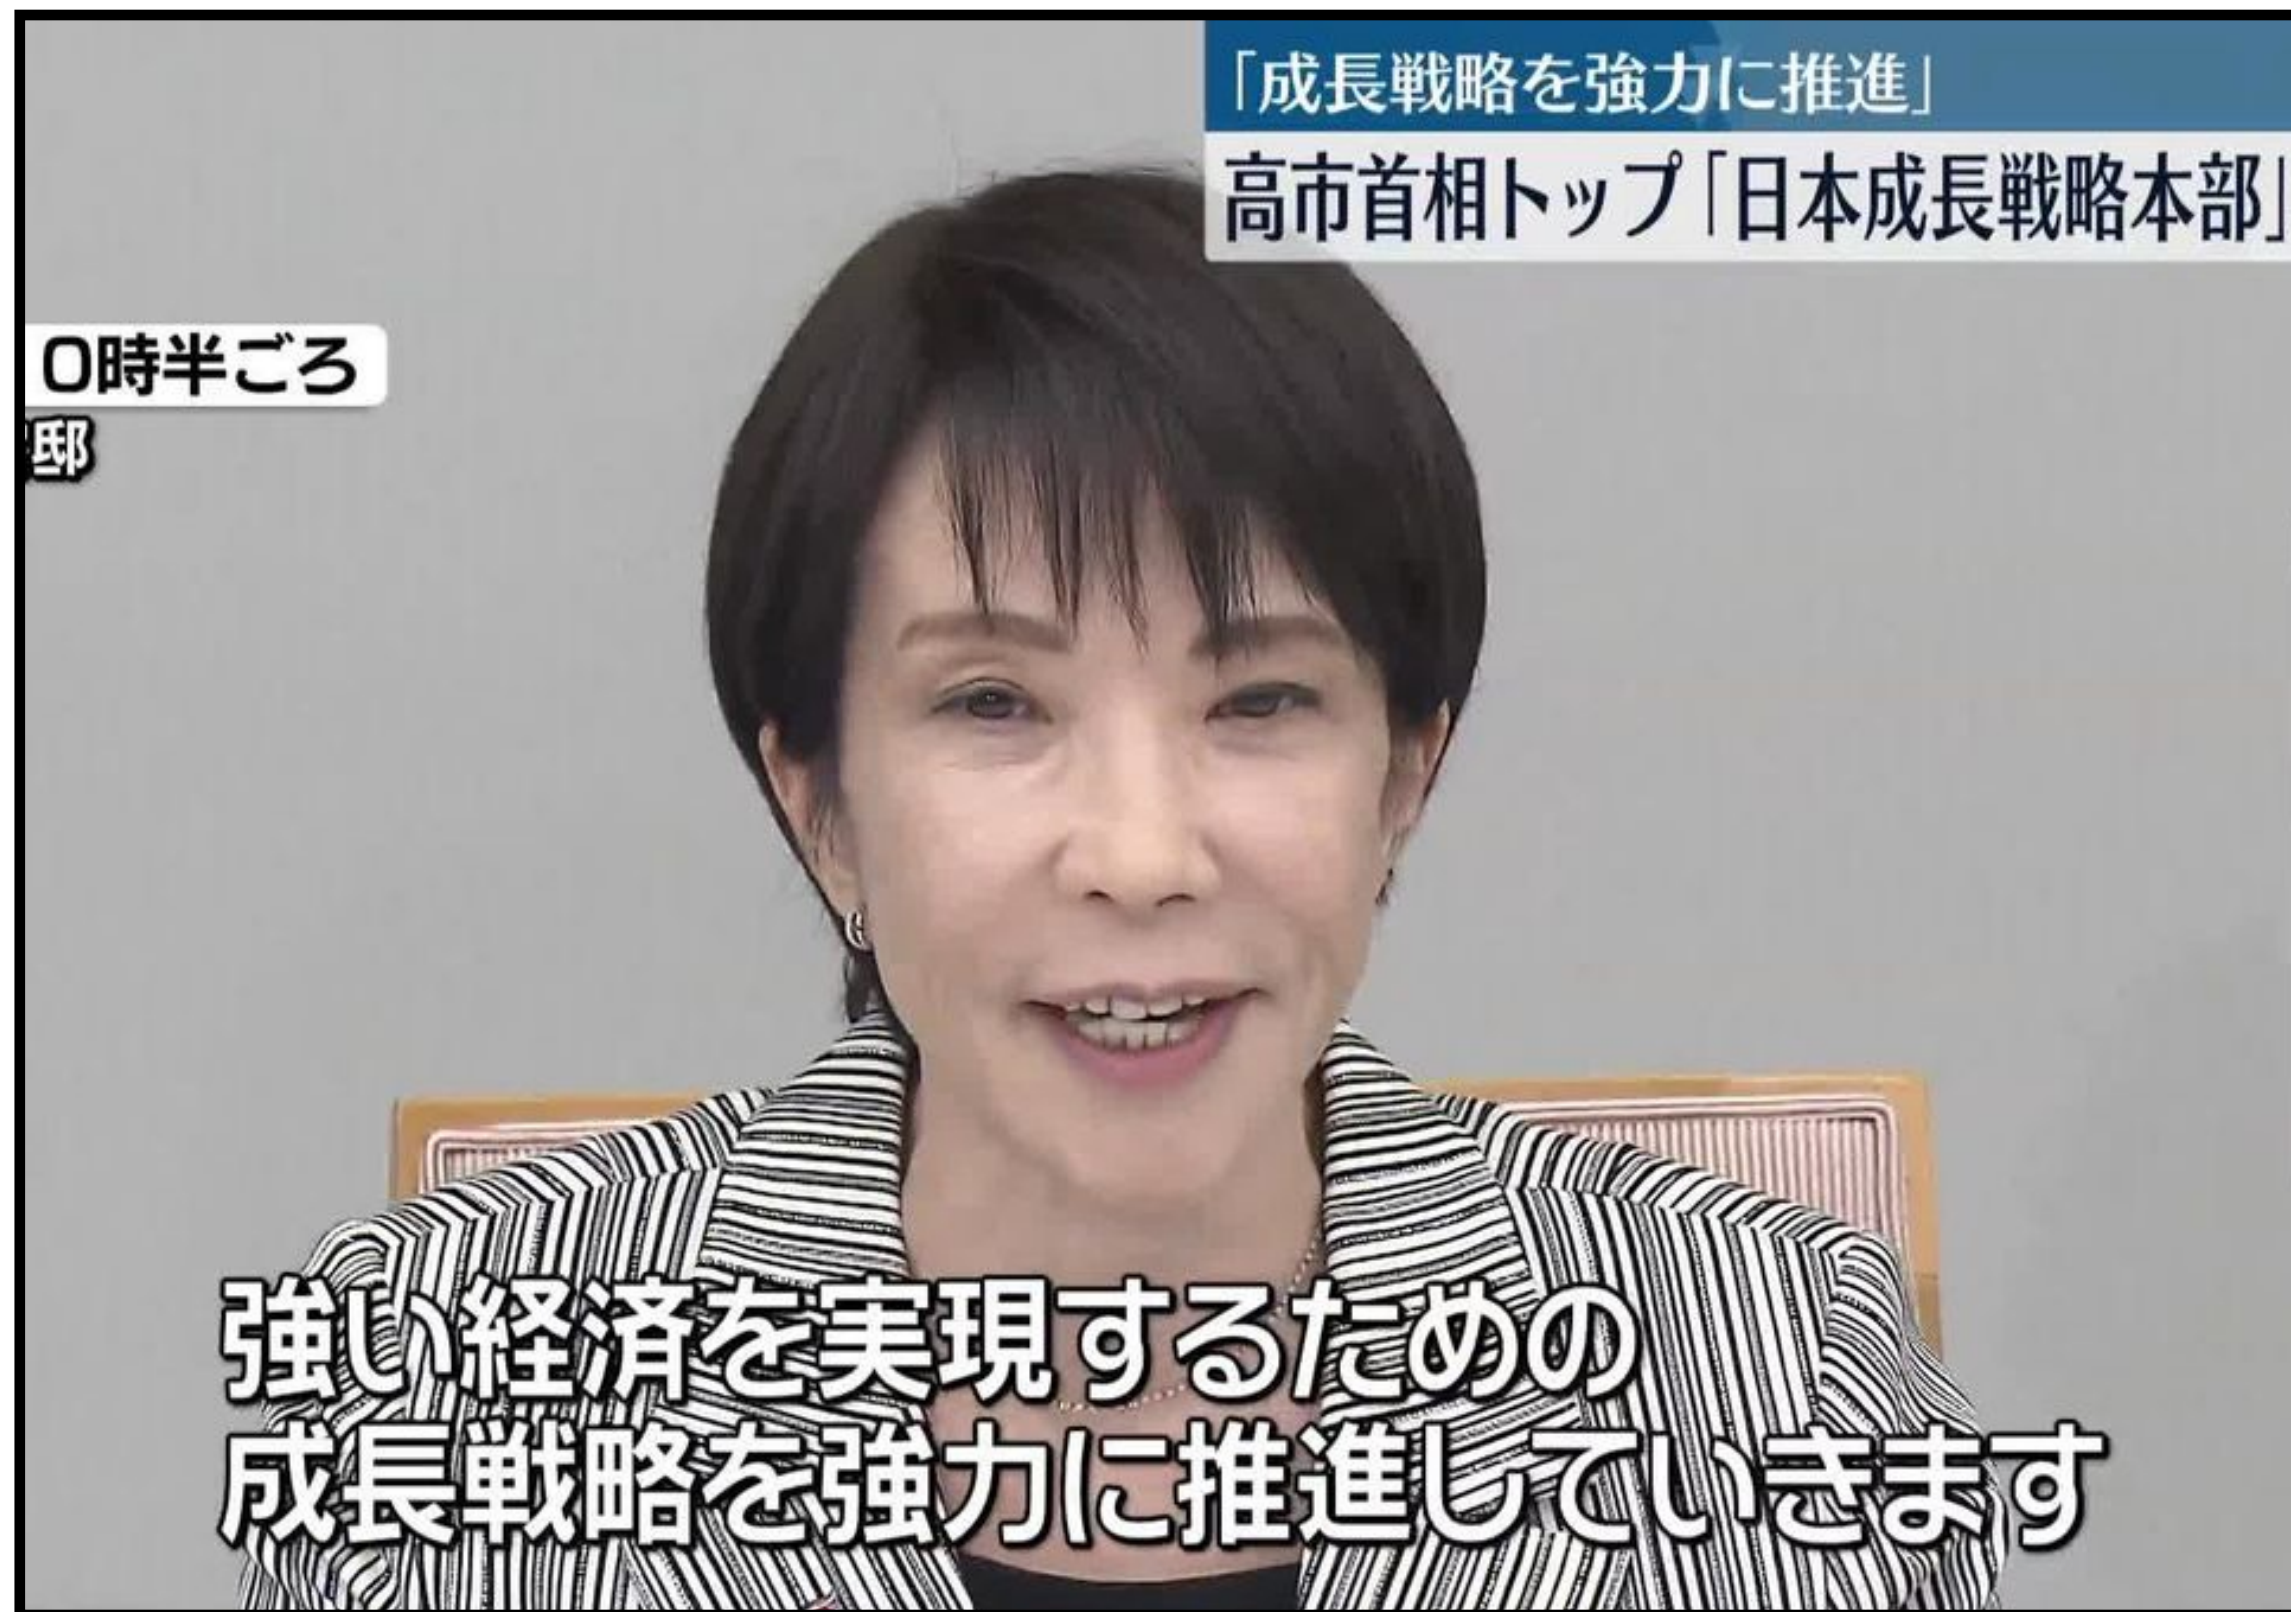 「成長戦略を強力に推進」
高市首相トップ「日本成長戦略本部」
0時半ごろ
邸
強い経済を実現するための
成長戦略を強力に推進していきます